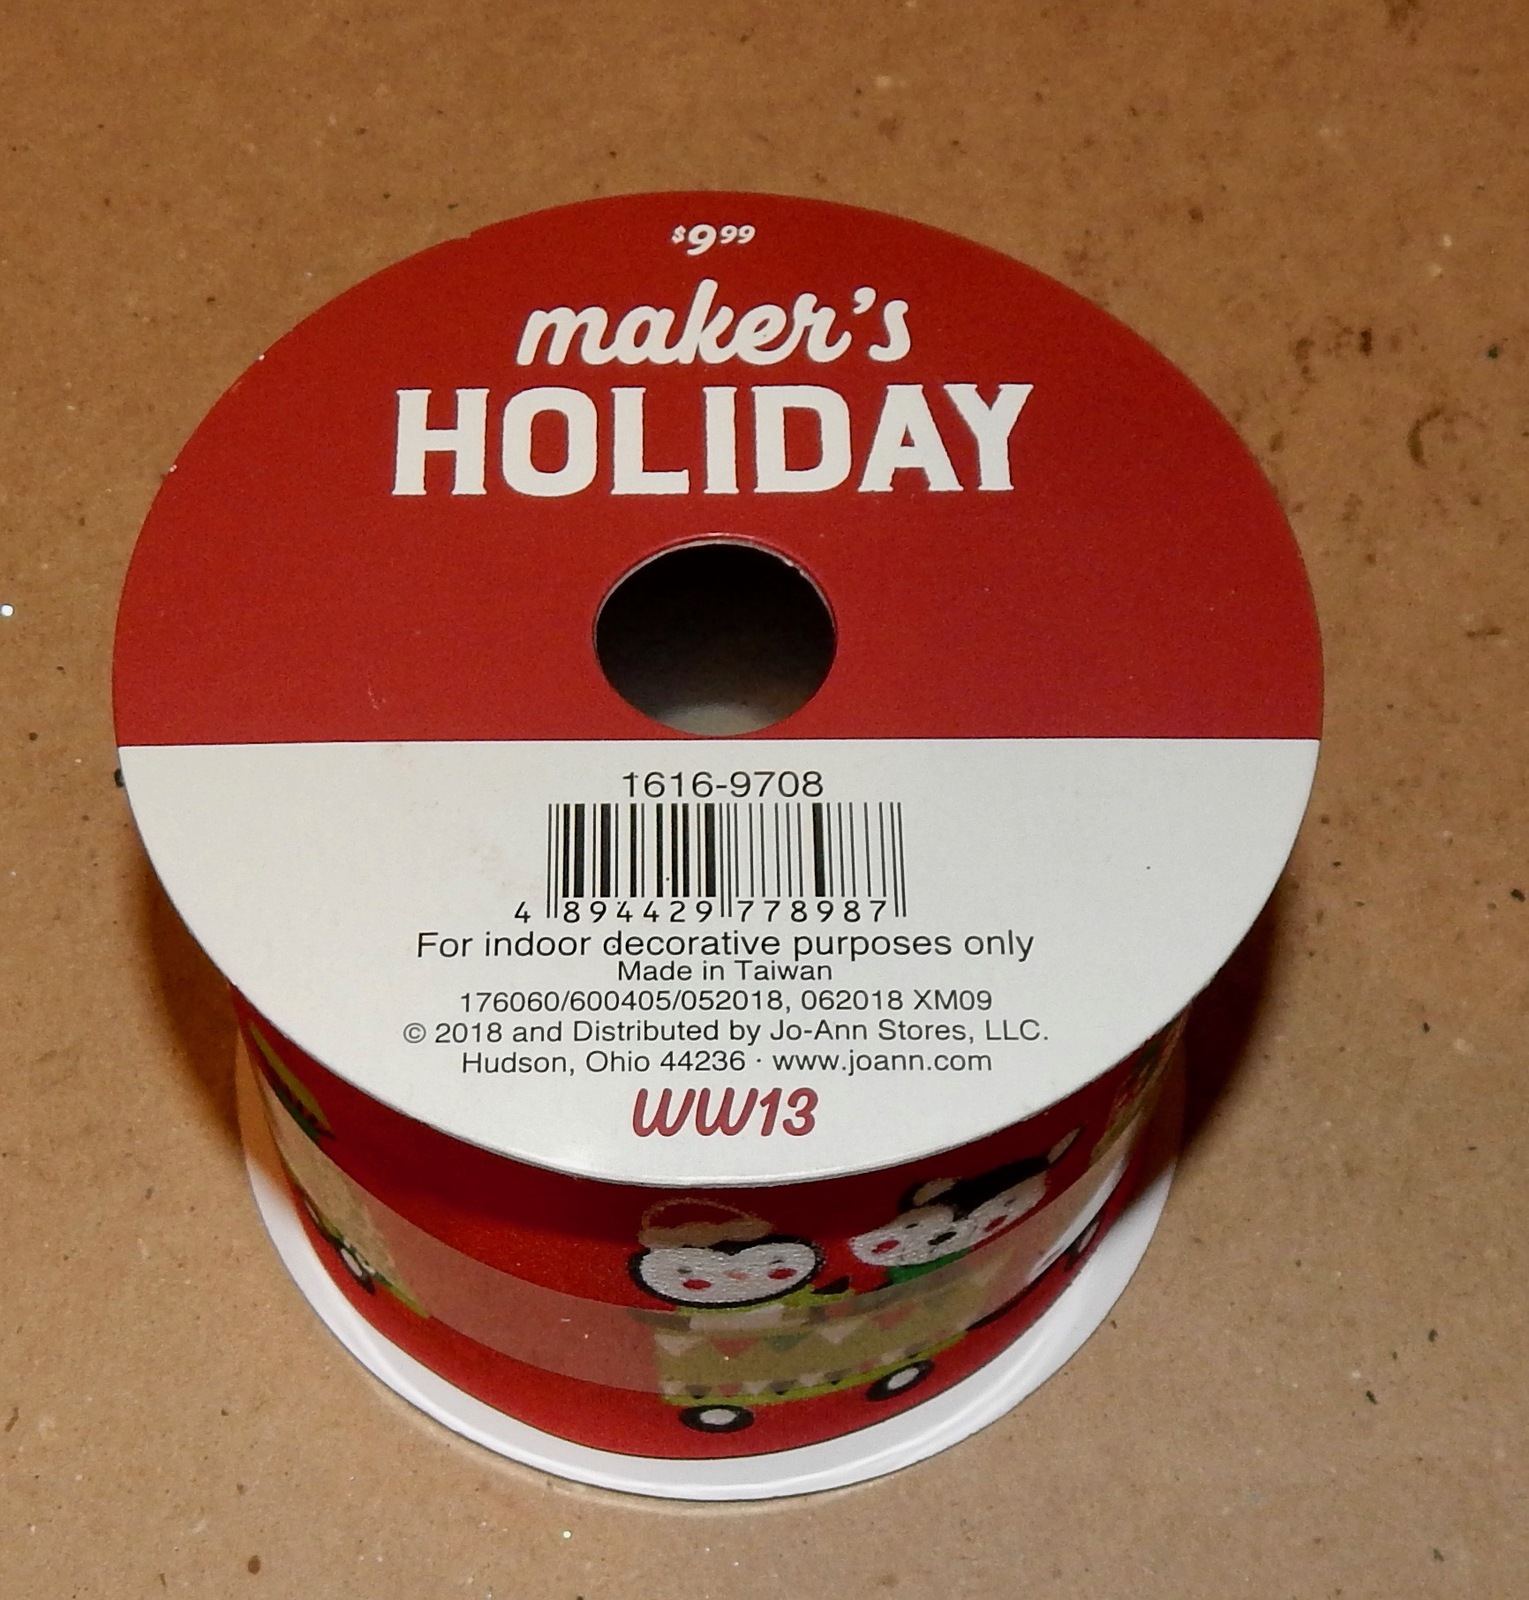 $9.99
maker's
HOLIDAY
1616-9708
4 894429 778987
For indoor decorative purposes only
Made in Taiwan
176060/600405/052018, 062018 XM09
© 2018 and Distributed by Jo-Ann Stores, LLC.
Hudson, Ohio 44236 · www.joann.com
WW13